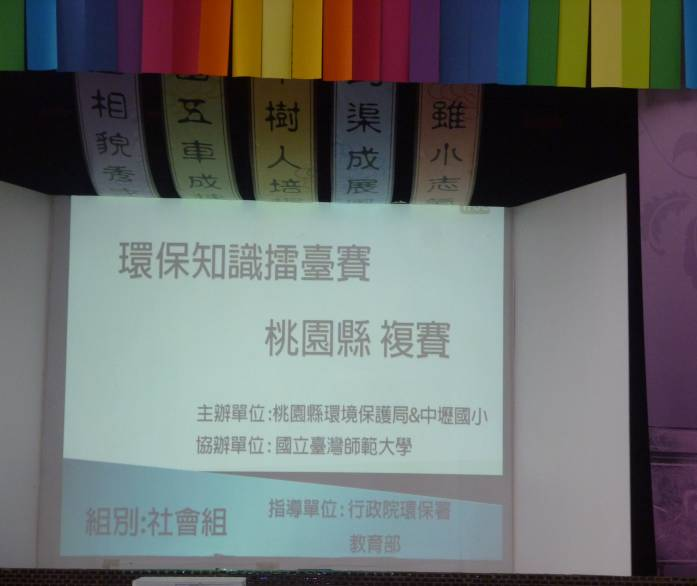 相貌秀
五車成
樹人培
渠成展
雖小志
環保知識擂臺賽
桃園縣 複賽
主辦單位:桃園縣環境保護局&中壢國小
協辦單位:國立臺灣師範大學
組別:社會組
指導單位:行政院環保署
教育部